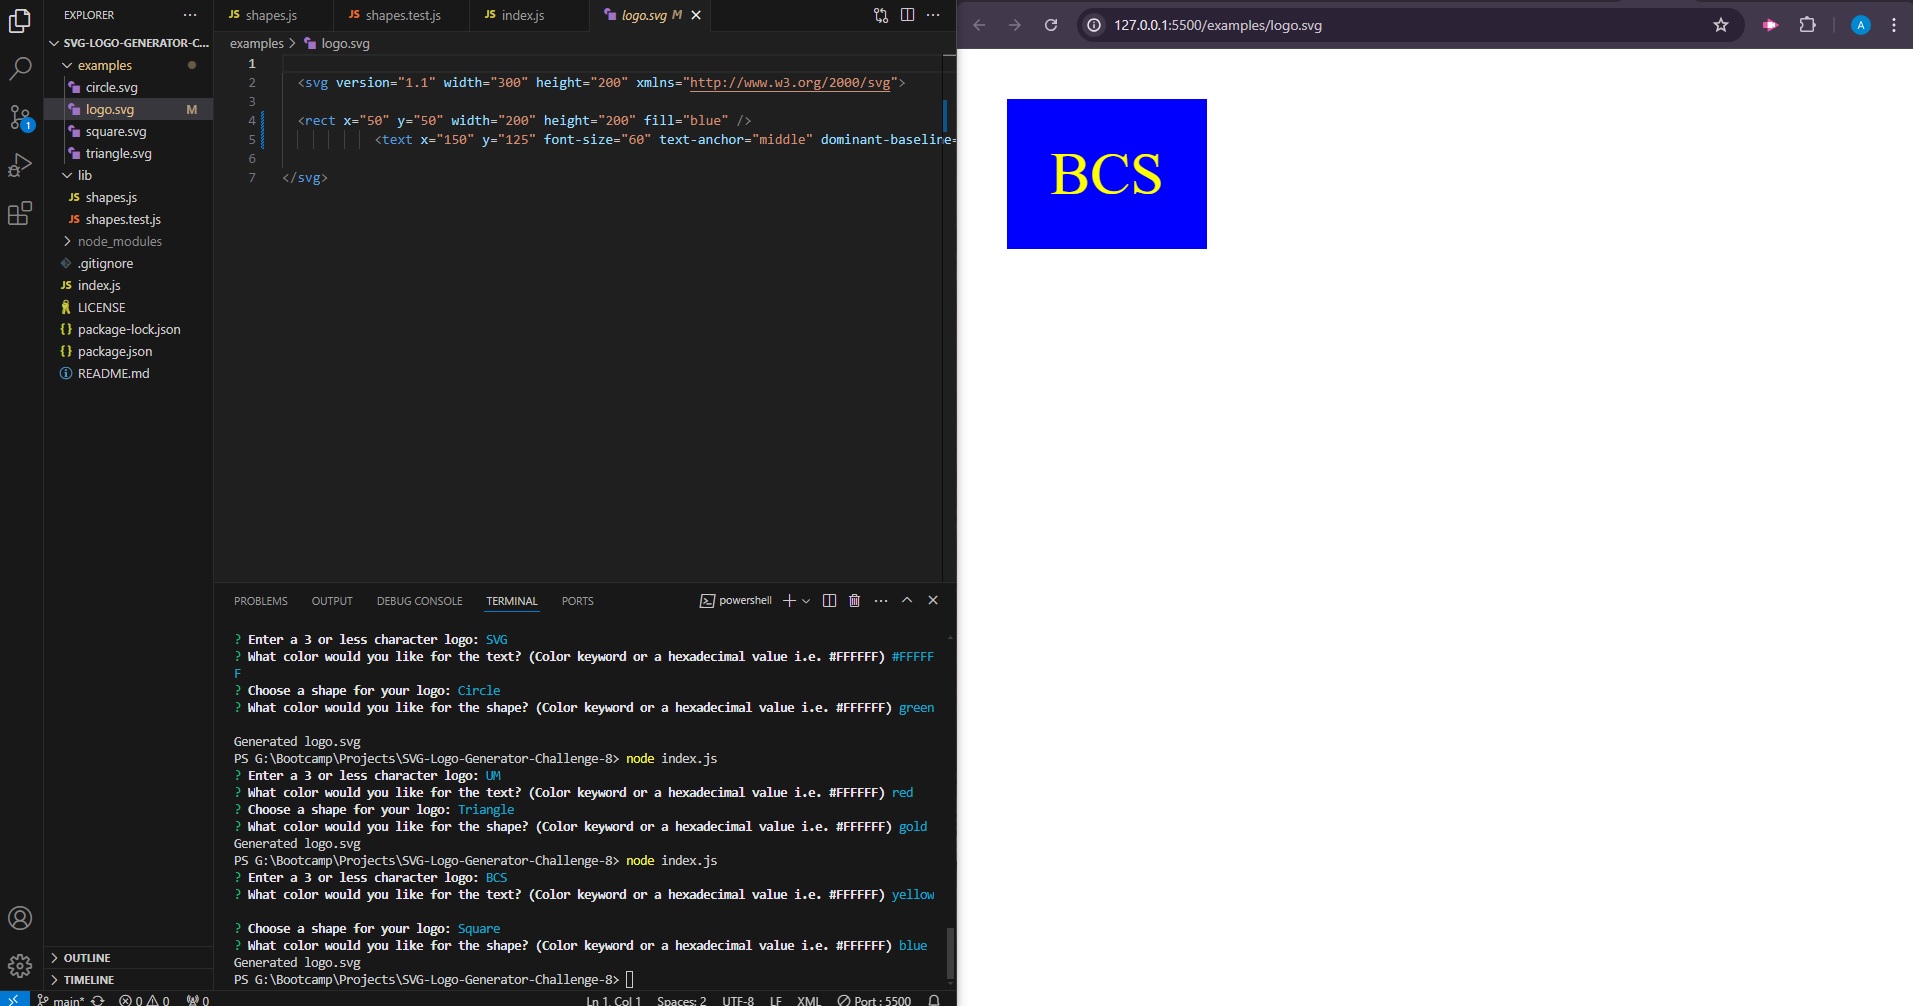 EXPLORER
SVG-LOGO-GENERATOR-C...
examples
circle.svg
logo.svg M
square.svg
triangle.svg
lib
JS shapes.js
JS shapes.test.js
node_modules
.gitignore
JS index.js
LICENSE
{} package-lock.json
{} package.json
README.md
OUTLINE
TIMELINE
1
JS shapes.js
JS shapes.test.js
JS index.js
logo.svg M
examples > logo.svg
1
2 <svg version="1.1" width="300" height="200" xmlns="http://www.w3.org/2000/svg">
3
4 <rect x="50" y="50" width="200" height="200" fill="blue" />
5 <text x="150" y="125" font-size="60" text-anchor="middle" dominant-baseline=
6
7 </svg>
PROBLEMS OUTPUT DEBUG CONSOLE TERMINAL PORTS
powershell
? Enter a 3 or less character logo: SVG
? What color would you like for the text? (Color keyword or a hexadecimal value i.e. #FFFFFF) #FFFFF
F
? Choose a shape for your logo: Circle
? What color would you like for the shape? (Color keyword or a hexadecimal value i.e. #FFFFFF) green
Generated logo.svg
PS G:\Bootcamp\Projects\SVG-Logo-Generator-Challenge-8> node index.js
? Enter a 3 or less character logo: UM
? What color would you like for the text? (Color keyword or a hexadecimal value i.e. #FFFFFF) red
? Choose a shape for your logo: Triangle
? What color would you like for the shape? (Color keyword or a hexadecimal value i.e. #FFFFFF) gold
Generated logo.svg
PS G:\Bootcamp\Projects\SVG-Logo-Generator-Challenge-8> node index.js
? Enter a 3 or less character logo: BCS
? What color would you like for the text? (Color keyword or a hexadecimal value i.e. #FFFFFF) yellow
? Choose a shape for your logo: Square
? What color would you like for the shape? (Color keyword or a hexadecimal value i.e. #FFFFFF) blue
Generated logo.svg
PS G:\Bootcamp\Projects\SVG-Logo-Generator-Challenge-8>
main* 0 0 0 Ln 1, Col 1 Spaces: 2 UTF-8 LF XML Port : 5500
127.0.0.1:5500/examples/logo.svg
A
BCS